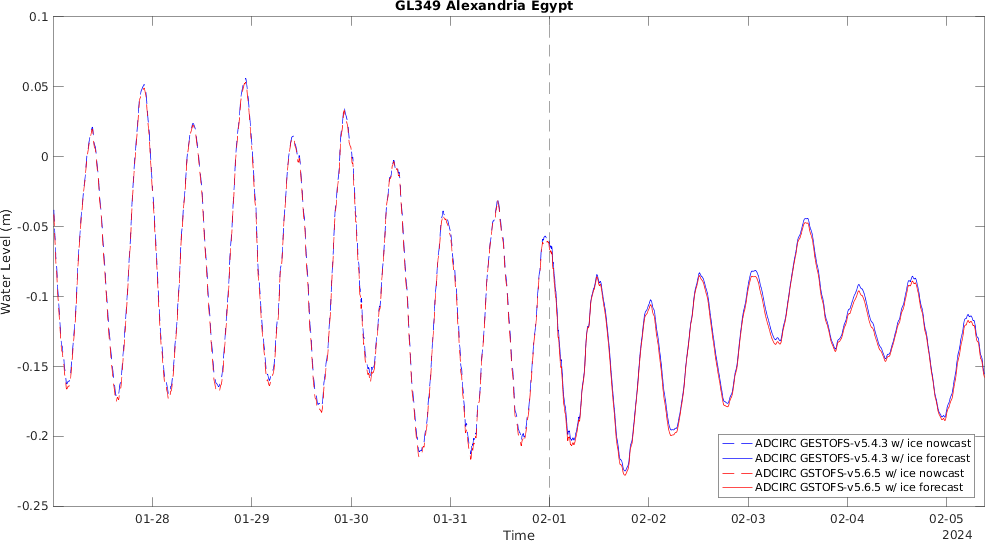 GL349 Alexandria Egypt
0.1
0.05
0
-0.05
-0.1
-0.15
-0.2
-0.25
Water Level (m)
ADCIRC GESTOFS-v5.4.3 w/ ice nowcast
ADCIRC GESTOFS-v5.4.3 w/ ice forecast
ADCIRC GSTOFS-v5.6.5 w/ ice nowcast
ADCIRC GSTOFS-v5.6.5 w/ ice forecast
01-28 01-29 01-30 01-31 02-01 02-02 02-03 02-04 02-05
Time
2024